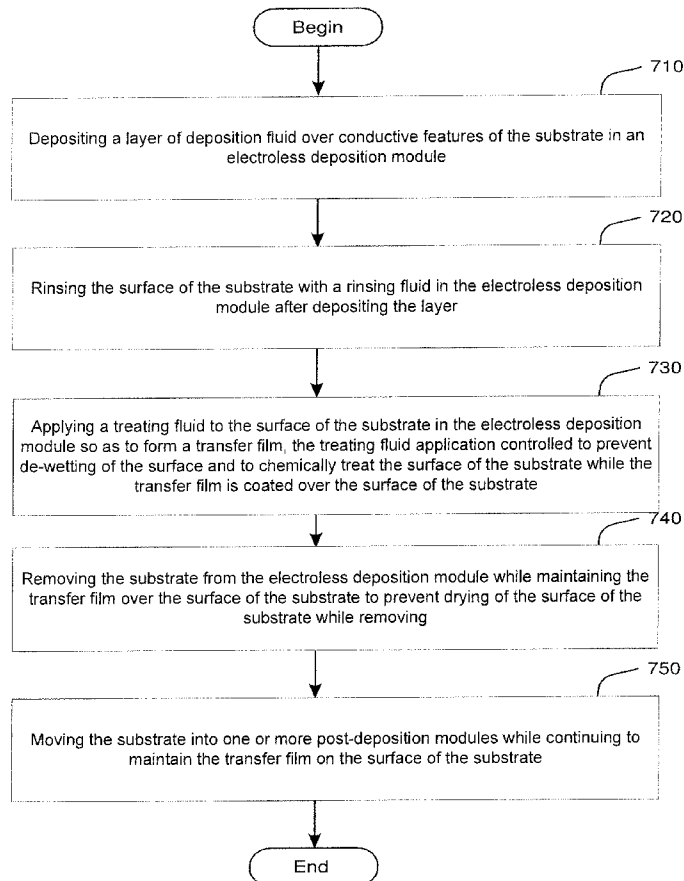 Begin
710
Depositing a layer of deposition fluid over conductive features of the substrate in an
electroless deposition module
720
Rinsing the surface of the substrate with a rinsing fluid in the electroless deposition
module after depositing the layer
730
Applying a treating fluid to the surface of the substrate in the electroless deposition
module so as to form a transfer film, the treating fluid application controlled to prevent
de-wetting of the surface and to chemically treat the surface of the substrate while the
transfer film is coated over the surface of the substrate
740
Removing the substrate from the electroless deposition module while maintaining the
transfer film over the surface of the substrate to prevent drying of the surface of the
substrate while removing
750
Moving the substrate into one or more post-deposition modules while continuing to
maintain the transfer film on the surface of the substrate
End